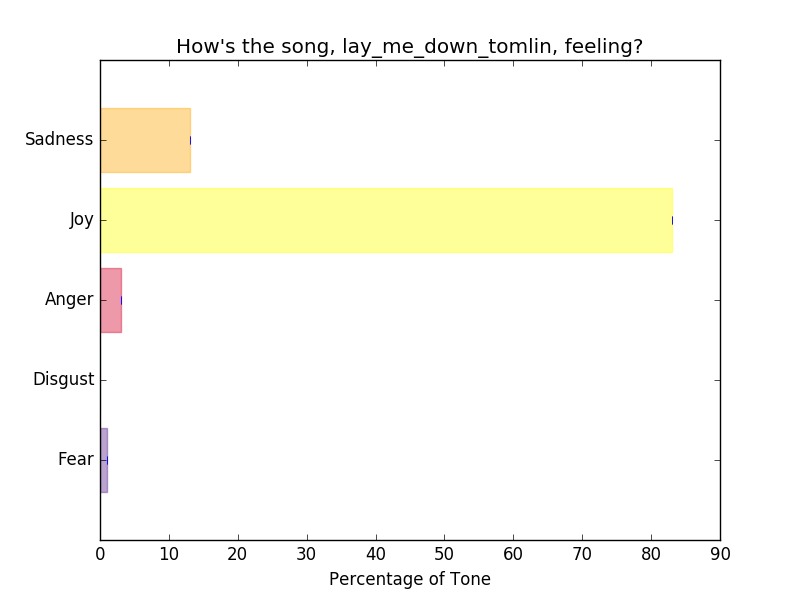 How's the song, lay_me_down_tomlin, feeling?
Sadness
Joy
Anger
Disgust
Fear
0 10 20 30 40 50 60 70 80 90
Percentage of Tone